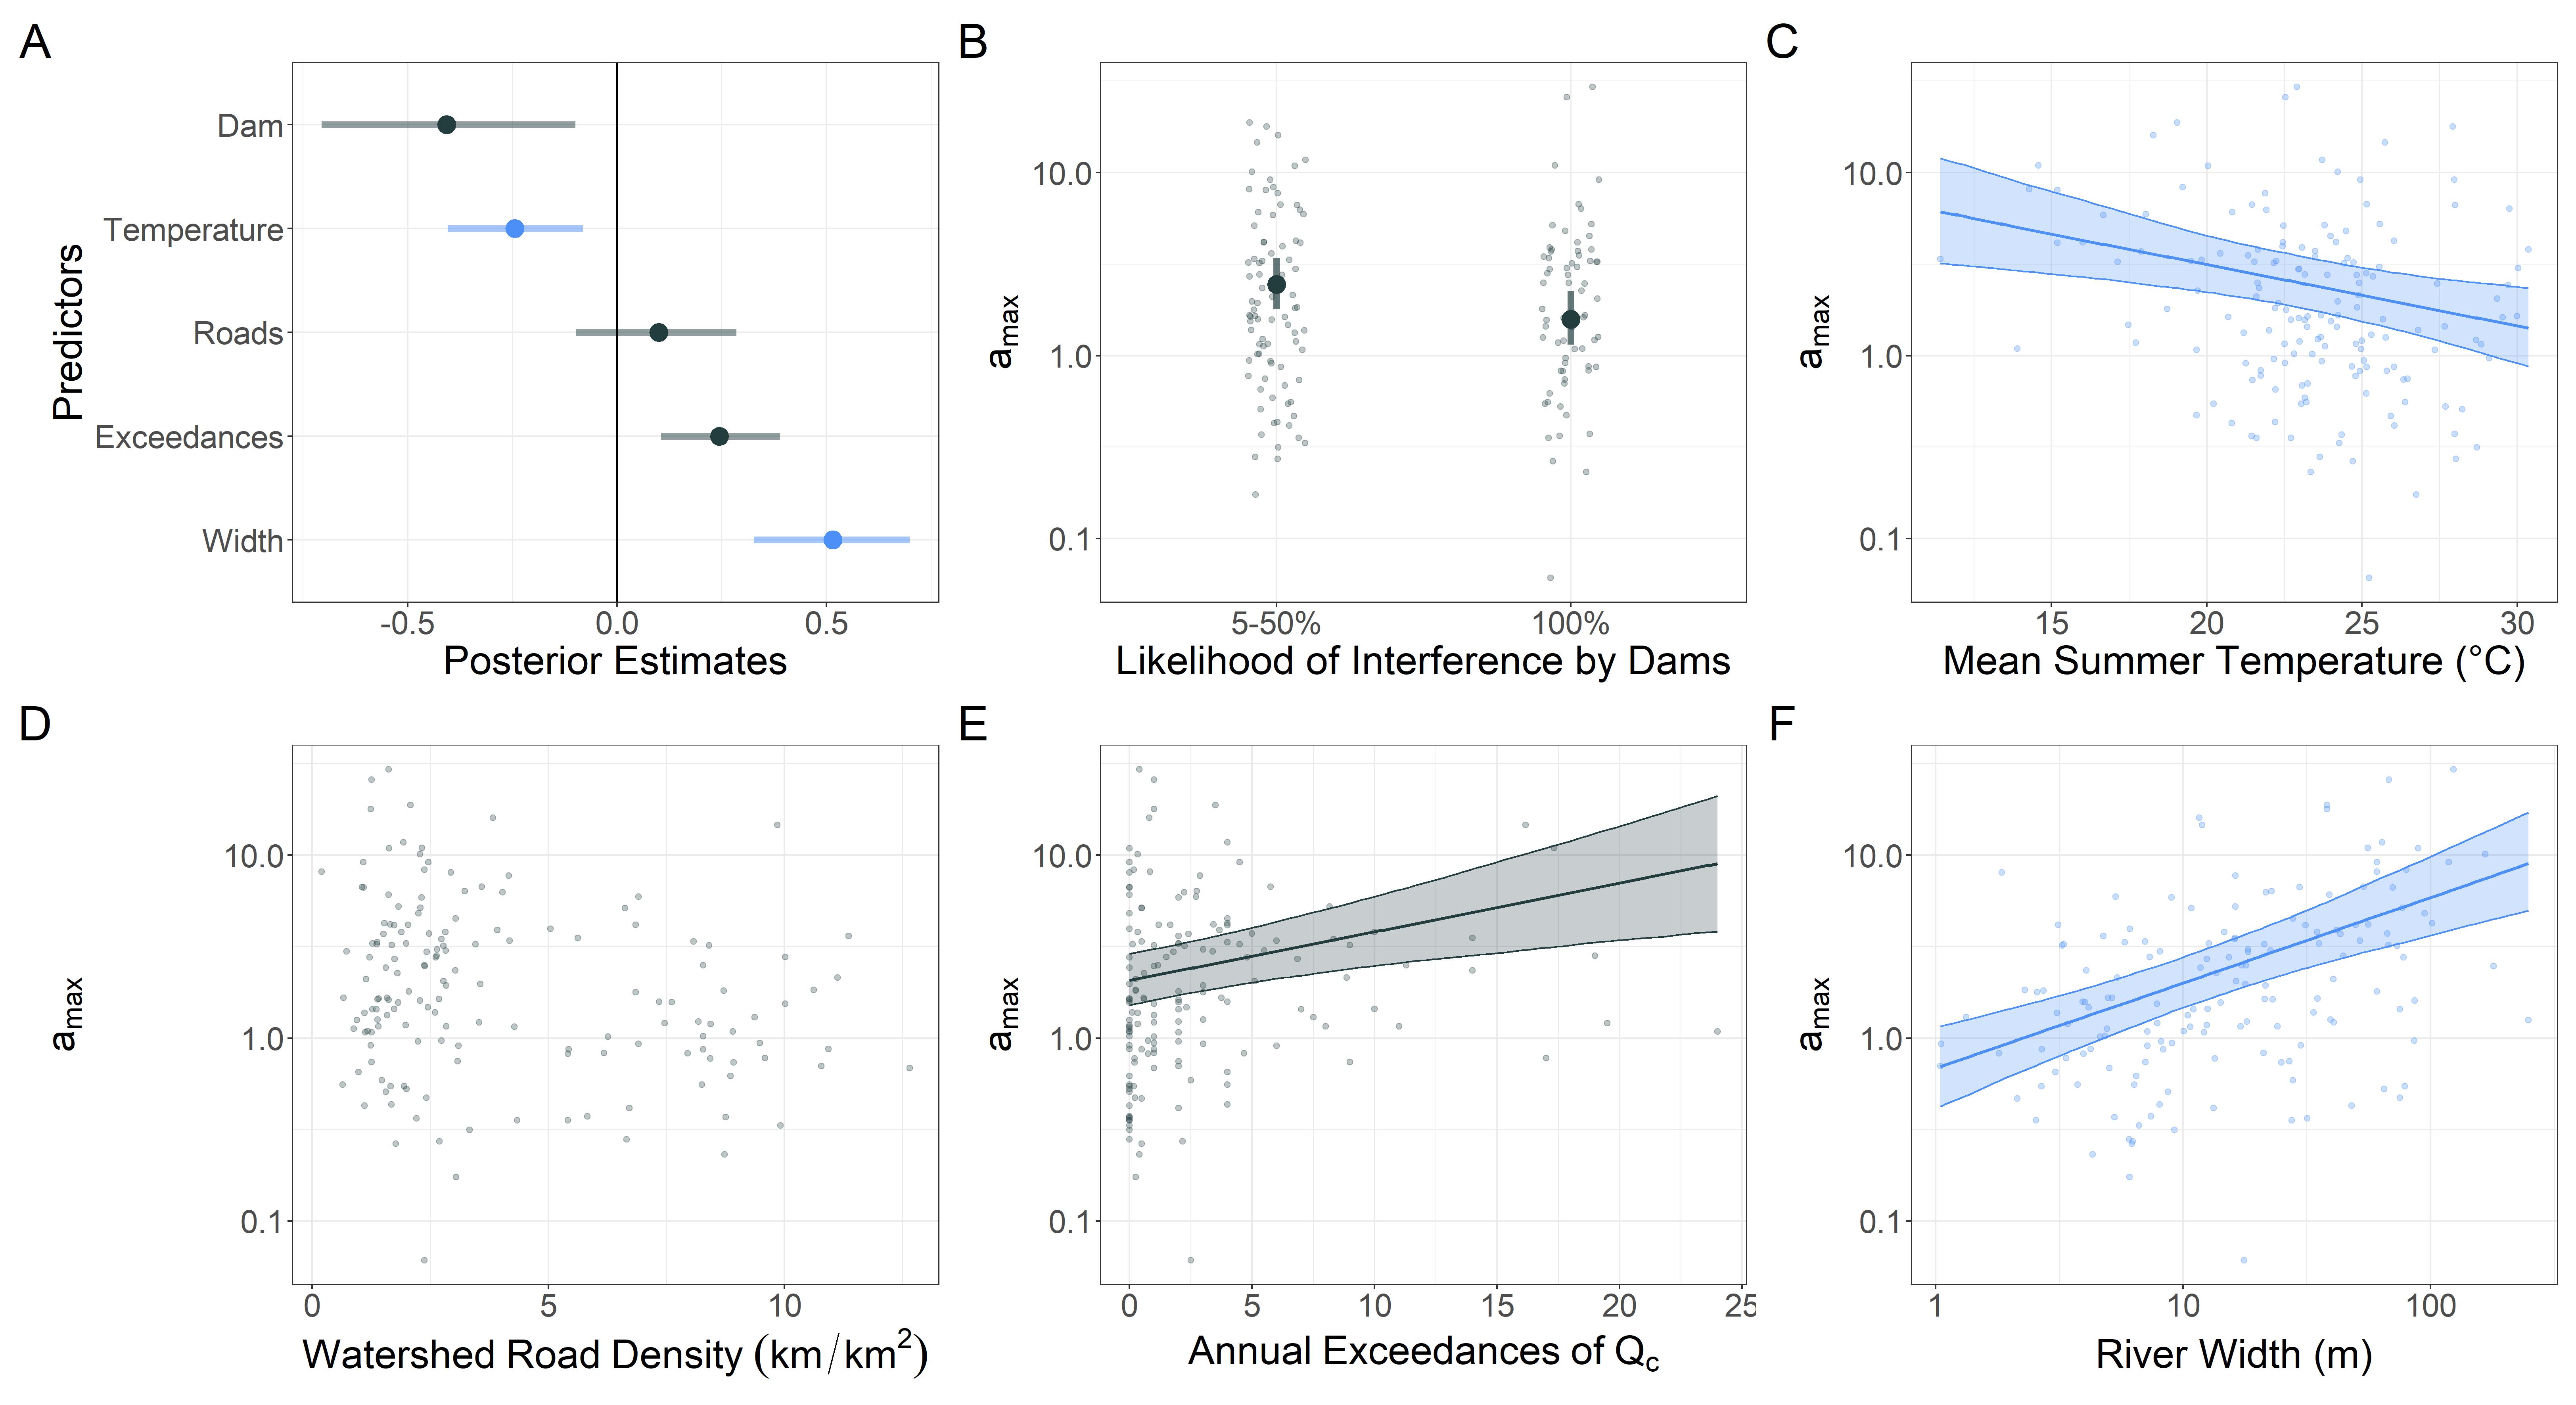 A
Predictors
Dam
Temperature
Roads
Exceedances
Width
-0.5 0.0 0.5
Posterior Estimates
B
amax
10.0
1.0
0.1
5-50% 100%
Likelihood of Interference by Dams
C
amax
10.0
1.0
0.1
15 20 25 30
Mean Summer Temperature (°C)
D
amax
10.0
1.0
0.1
0 5 10
Watershed Road Density (km/km²)
E
amax
10.0
1.0
0.1
0 5 10 15 20 25
Annual Exceedances of Qc
F
amax
10.0
1.0
0.1
1 10 100
River Width (m)